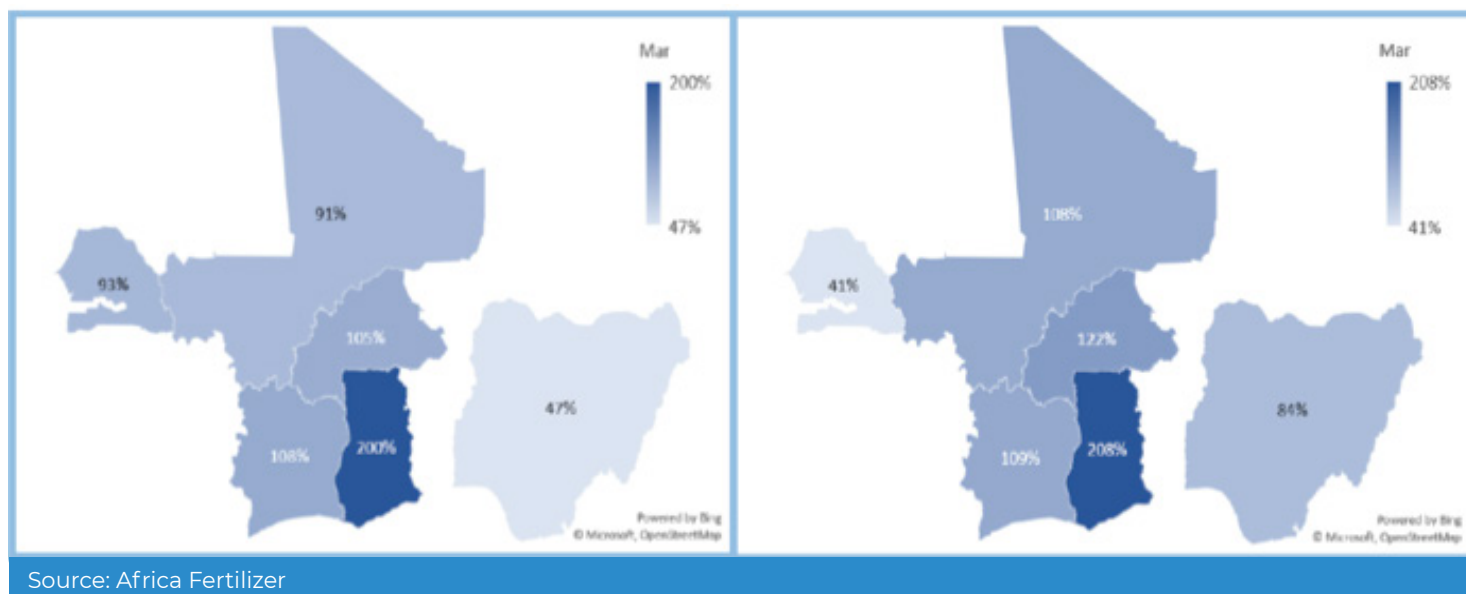 Mar
200%
47%
91%
93%
105%
47%
108%
200%
Powered by Bing
© Microsoft, OpenStreetMap
Mar
208%
41%
108%
41%
122%
84%
109%
208%
Powered by Bing
© Microsoft, OpenStreetMap
Source: Africa Fertilizer